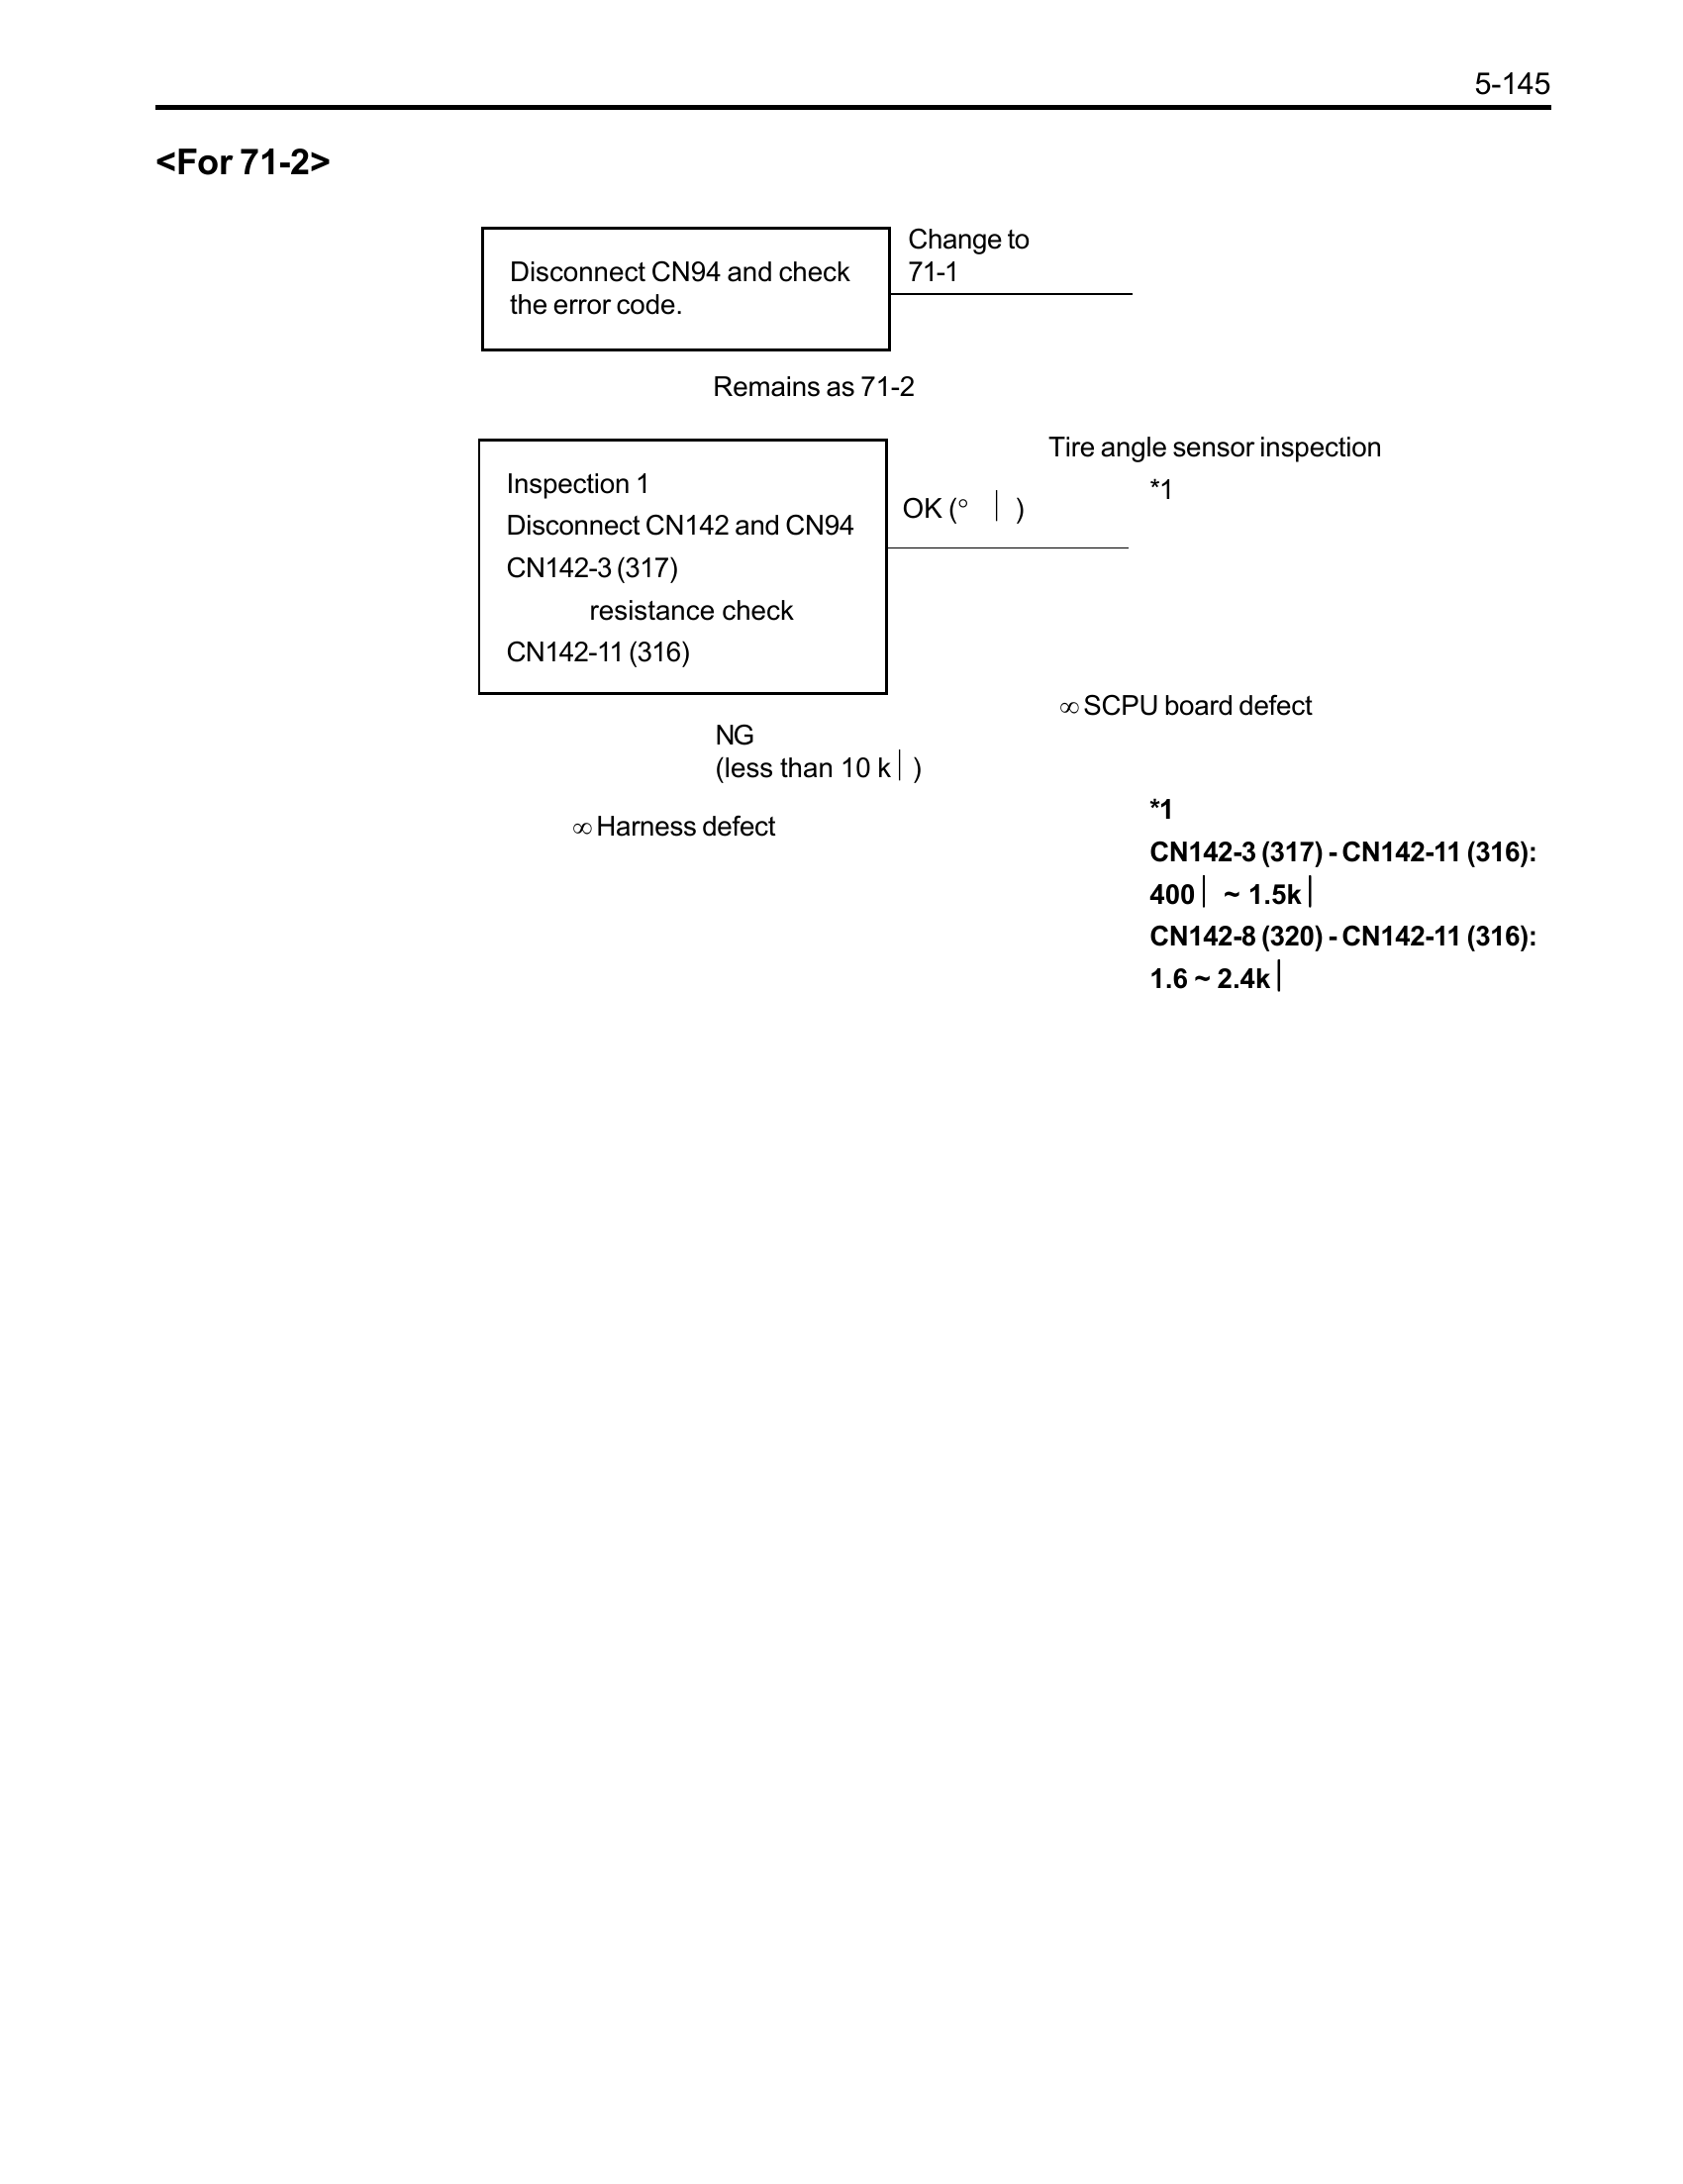 5-145
<For 71-2>
Disconnect CN94 and check
the error code.
Change to
71-1
Remains as 71-2
Inspection 1
Disconnect CN142 and CN94
CN142-3 (317)
resistance check
CN142-11 (316)
OK (° │ )
Tire angle sensor inspection
*1
∞ SCPU board defect
NG
(less than 10 k│ )
∞ Harness defect
*1
CN142-3 (317) - CN142-11 (316):
400│ ~ 1.5k│
CN142-8 (320) - CN142-11 (316):
1.6 ~ 2.4k│